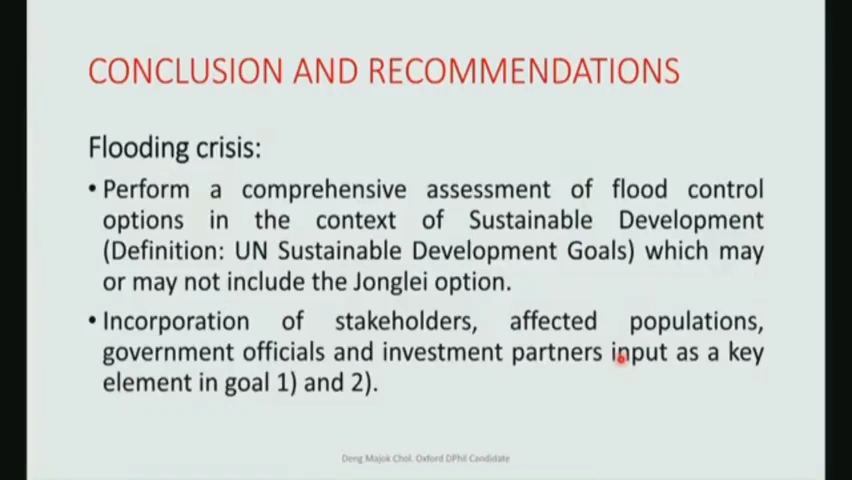 CONCLUSION AND RECOMMENDATIONS
Flooding crisis:
• Perform a comprehensive assessment of flood control
options in the context of Sustainable Development
(Definition: UN Sustainable Development Goals) which may
or may not include the Jonglei option.
• Incorporation of stakeholders, affected populations,
government officials and investment partners input as a key
element in goal 1) and 2).
Deng Majok Chol. Oxford DPhil Candidate